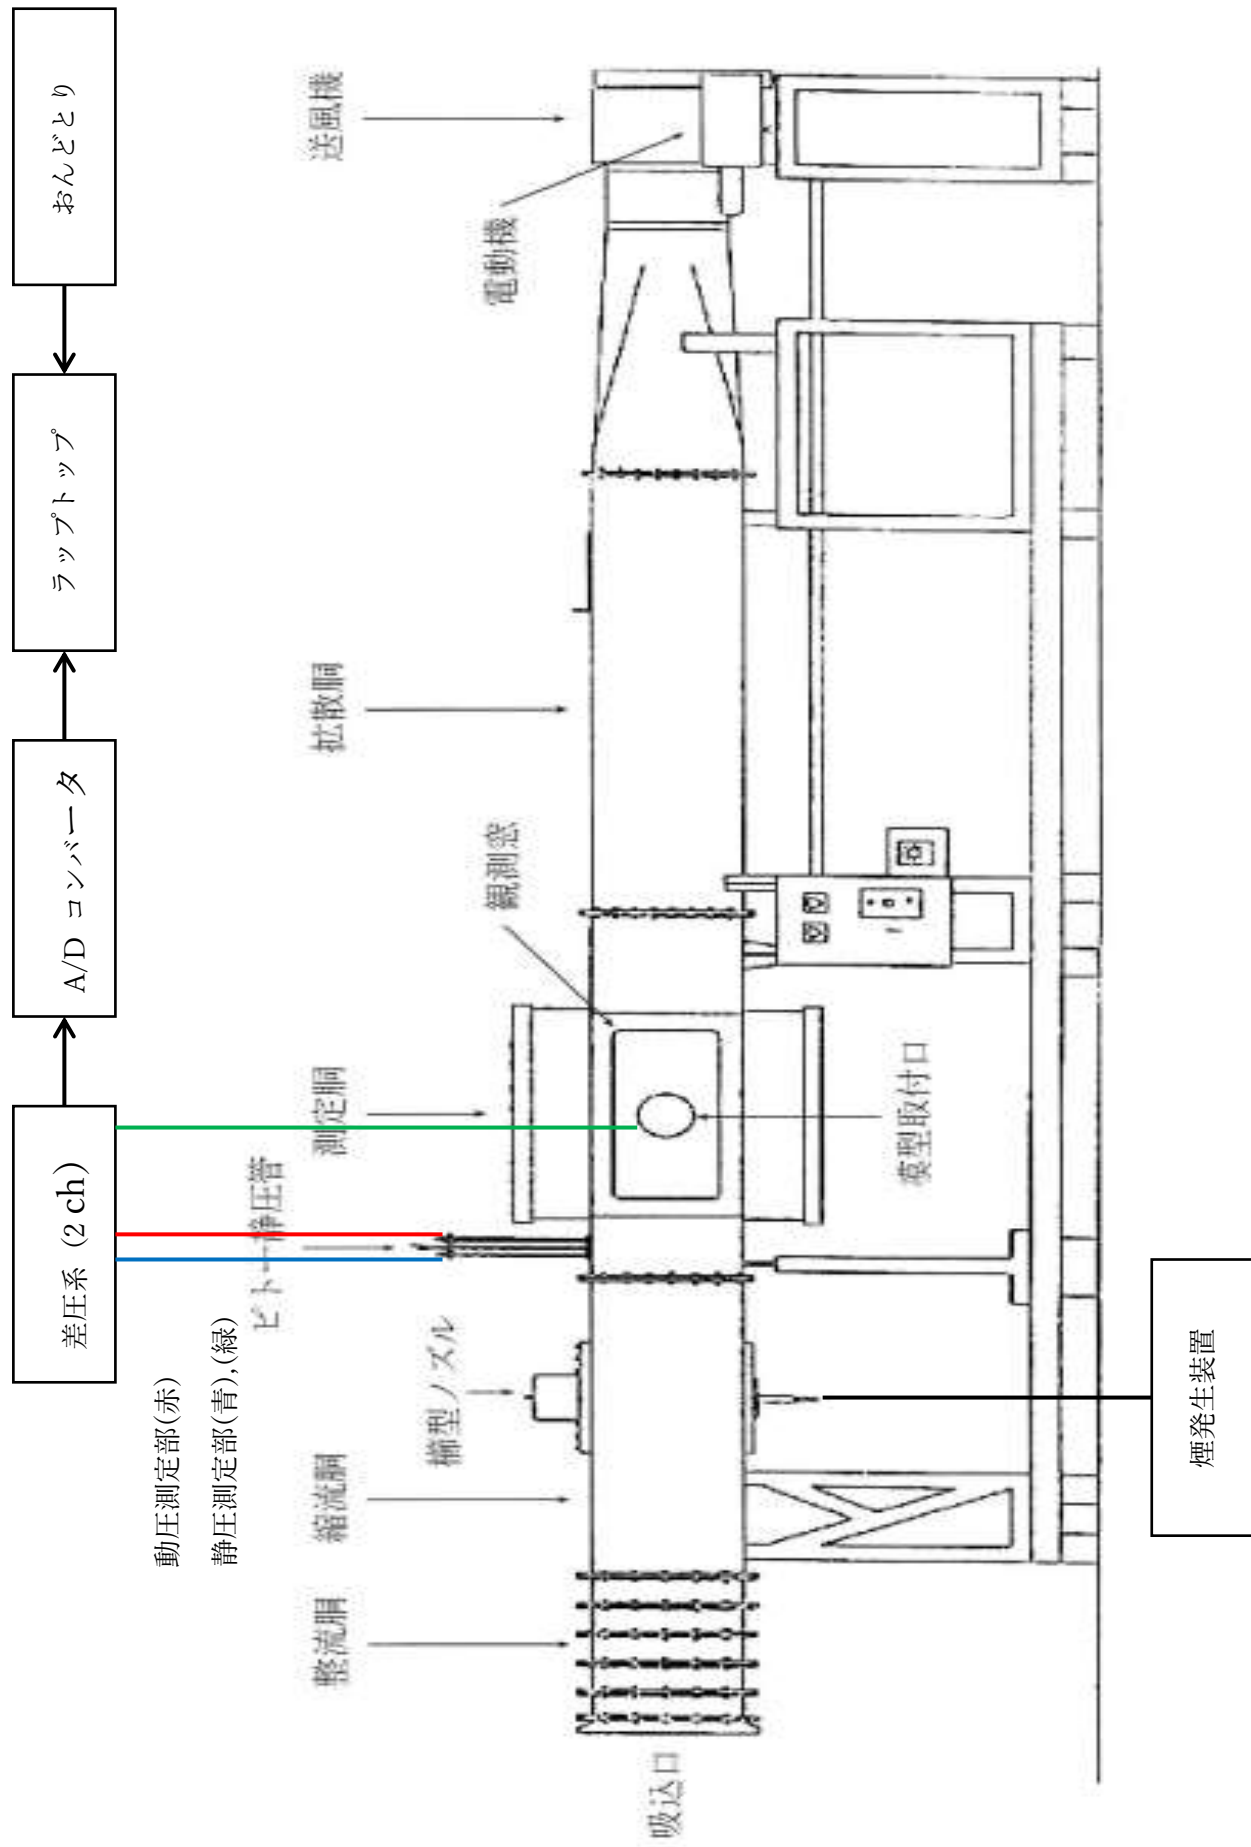 差圧系 (2 ch)
A/D コンバータ
ラップトップ
おんどとり
動圧測定部(赤)
静圧測定部(青),(緑)
ピトー静圧管
整流胴
縮流胴
測定胴
拡散胴
送風機
櫛型ノズル
観測窓
電動機
吸込口
模型取付口
煙発生装置